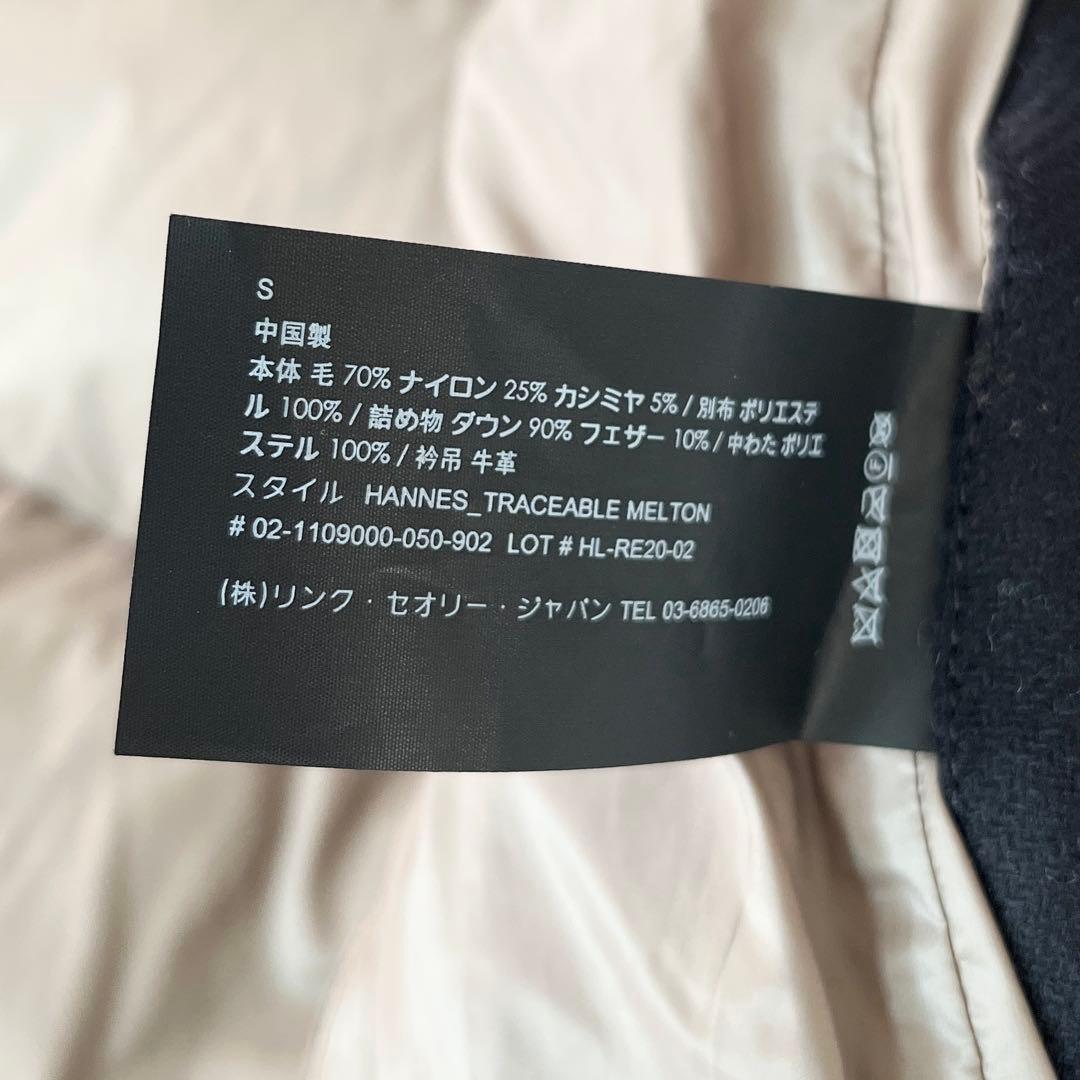 S
中国製
本体 毛 70% ナイロン 25% カシミヤ 5% / 別布 ポリエステ
ル 100% / 詰め物 ダウン 90% フェザー 10% / 中わた ポリエ
ステル 100% / 衿吊 牛革
スタイル HANNES_TRACEABLE MELTON
# 02-1109000-050-902 LOT # HL-RE20-02
(株)リンク・セオリー・ジャパン TEL 03-6865-0206
F